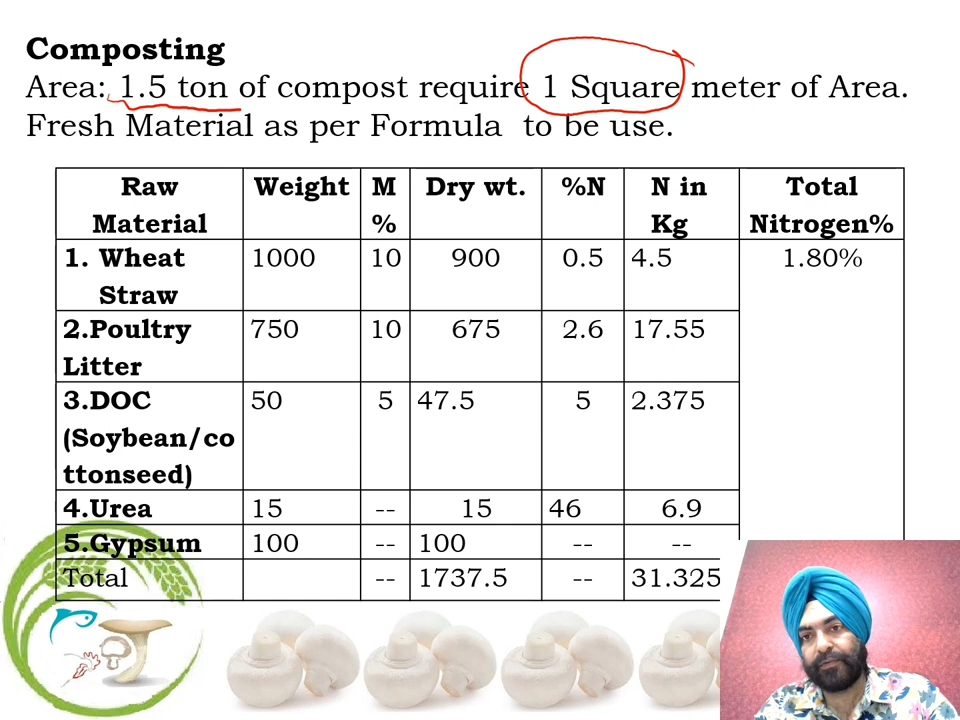 Composting
Area: 1.5 ton of compost require 1 Square meter of Area.
Fresh Material as per Formula to be use.
Raw Material Weight M % Dry wt. %N N in Kg Total Nitrogen%
1. Wheat Straw 1000 10 900 0.5 4.5 1.80%
2.Poultry Litter 750 10 675 2.6 17.55
3.DOC (Soybean/cottonseed) 50 5 47.5 5 2.375
4.Urea 15 -- 15 46 6.9
5.Gypsum 100 -- 100 -- --
Total -- 1737.5 -- 31.325